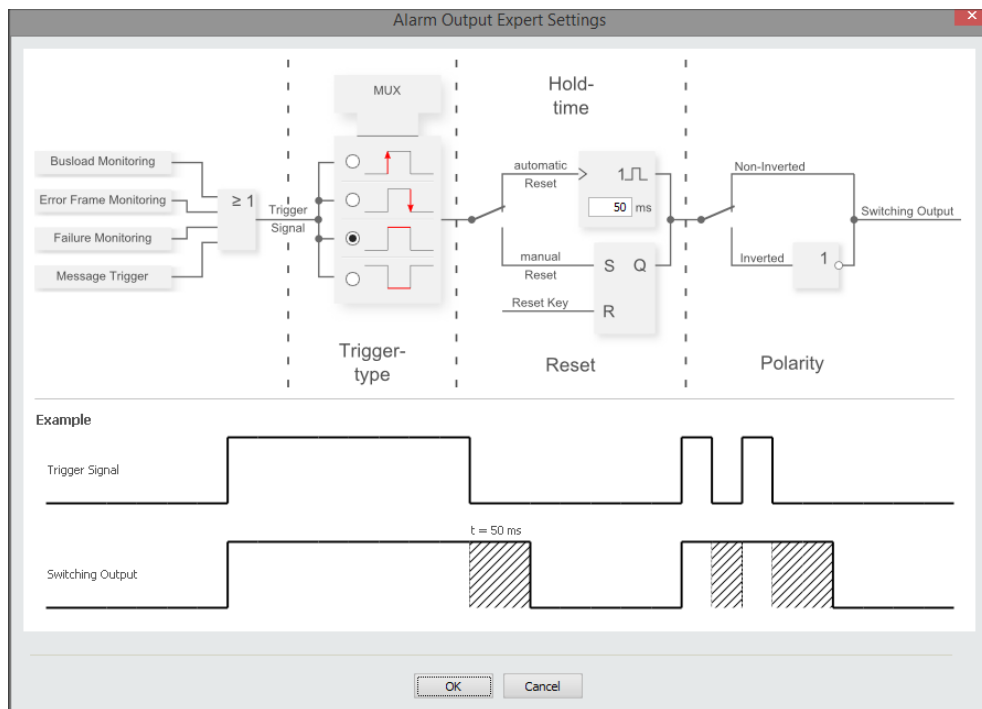 Alarm Output Expert Settings
MUX
Hold-
time
Busload Monitoring
Error Frame Monitoring
Failure Monitoring
Message Trigger
≥ 1
Trigger
Signal
automatic
Reset
1
50 ms
manual
Reset
Reset Key
S Q
R
Non-Inverted
Switching Output
Inverted
1
Trigger-
type
Reset
Polarity
Example
Trigger Signal
t = 50 ms
Switching Output
OK
Cancel